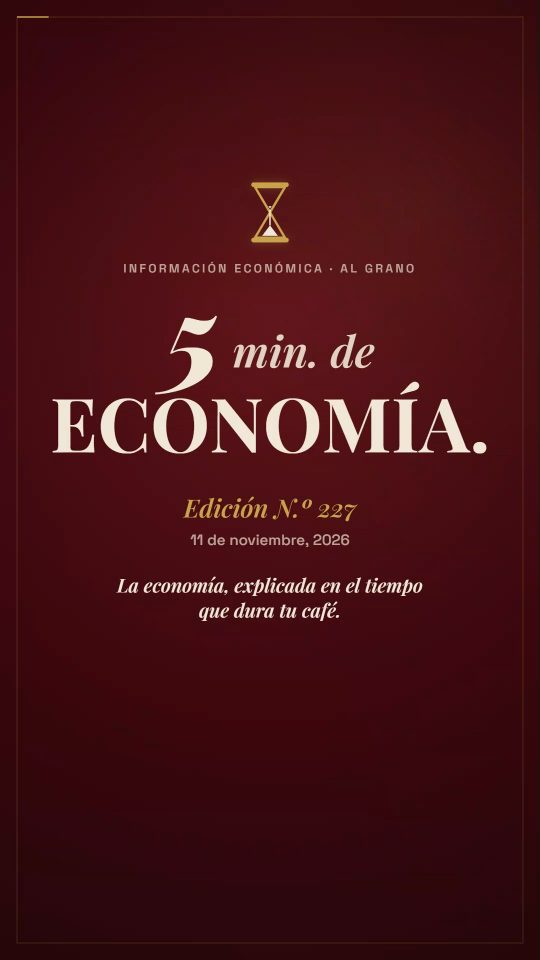 INFORMACIÓN ECONÓMICA · AL GRANO
5 min. de
ECONOMÍA.
Edición N.º 227
11 de noviembre, 2026
La economía, explicada en el tiempo
que dura tu café.